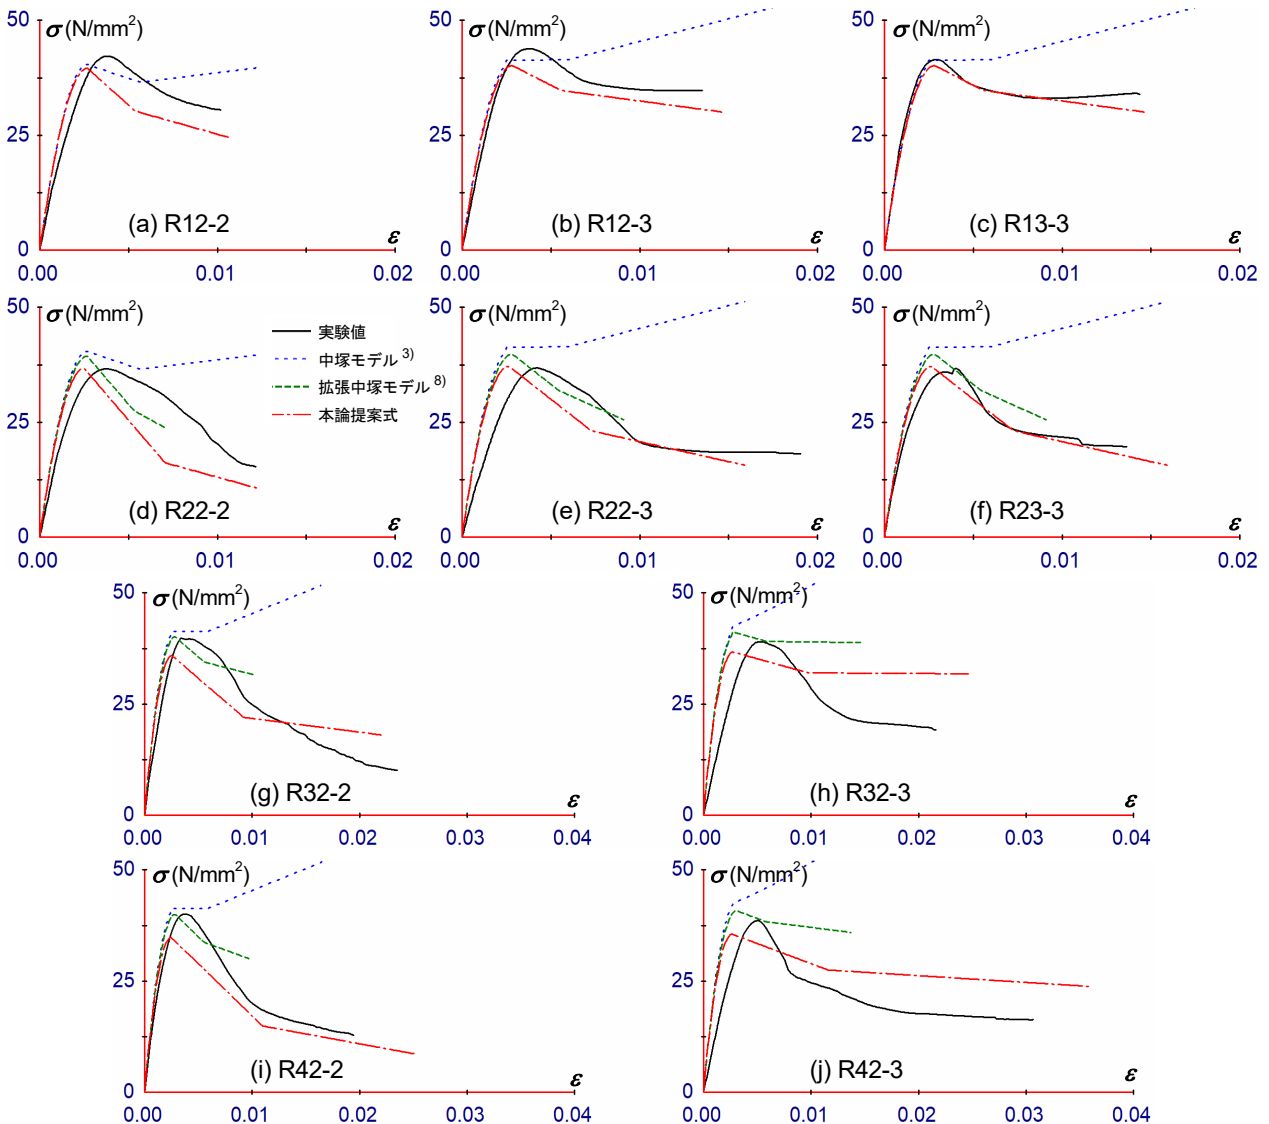 σ(N/mm²) σ(N/mm²) σ(N/mm²)
50 50 50
25 25 25
(a) R12-2 (b) R12-3 (c) R13-3
0 ε 0 ε 0 ε
0.00 0.01 0.02 0.00 0.01 0.02 0.00 0.01 0.02
50 50 50
σ(N/mm²) σ(N/mm²) σ(N/mm²)
実験値
中塚モデル 3)
拡張中塚モデル 8)
本論提案式
25 25 25
(d) R22-2 (e) R22-3 (f) R23-3
0 ε 0 ε 0 ε
0.00 0.01 0.02 0.00 0.01 0.02 0.00 0.01 0.02
50 σ(N/mm²) 50 σ(N/mm²)
25 25
(g) R32-2 (h) R32-3
0 ε 0 ε
0.00 0.01 0.02 0.03 0.04 0.00 0.01 0.02 0.03 0.04
50 σ(N/mm²) 50 σ(N/mm²)
25 25
(i) R42-2 (j) R42-3
0 ε 0 ε
0.00 0.01 0.02 0.03 0.04 0.00 0.01 0.02 0.03 0.04